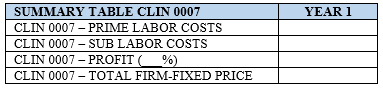 SUMMARY TABLE CLIN 0007 YEAR 1
CLIN 0007 – PRIME LABOR COSTS
CLIN 0007 – SUB LABOR COSTS
CLIN 0007 – PROFIT (___%)
CLIN 0007 – TOTAL FIRM-FIXED PRICE